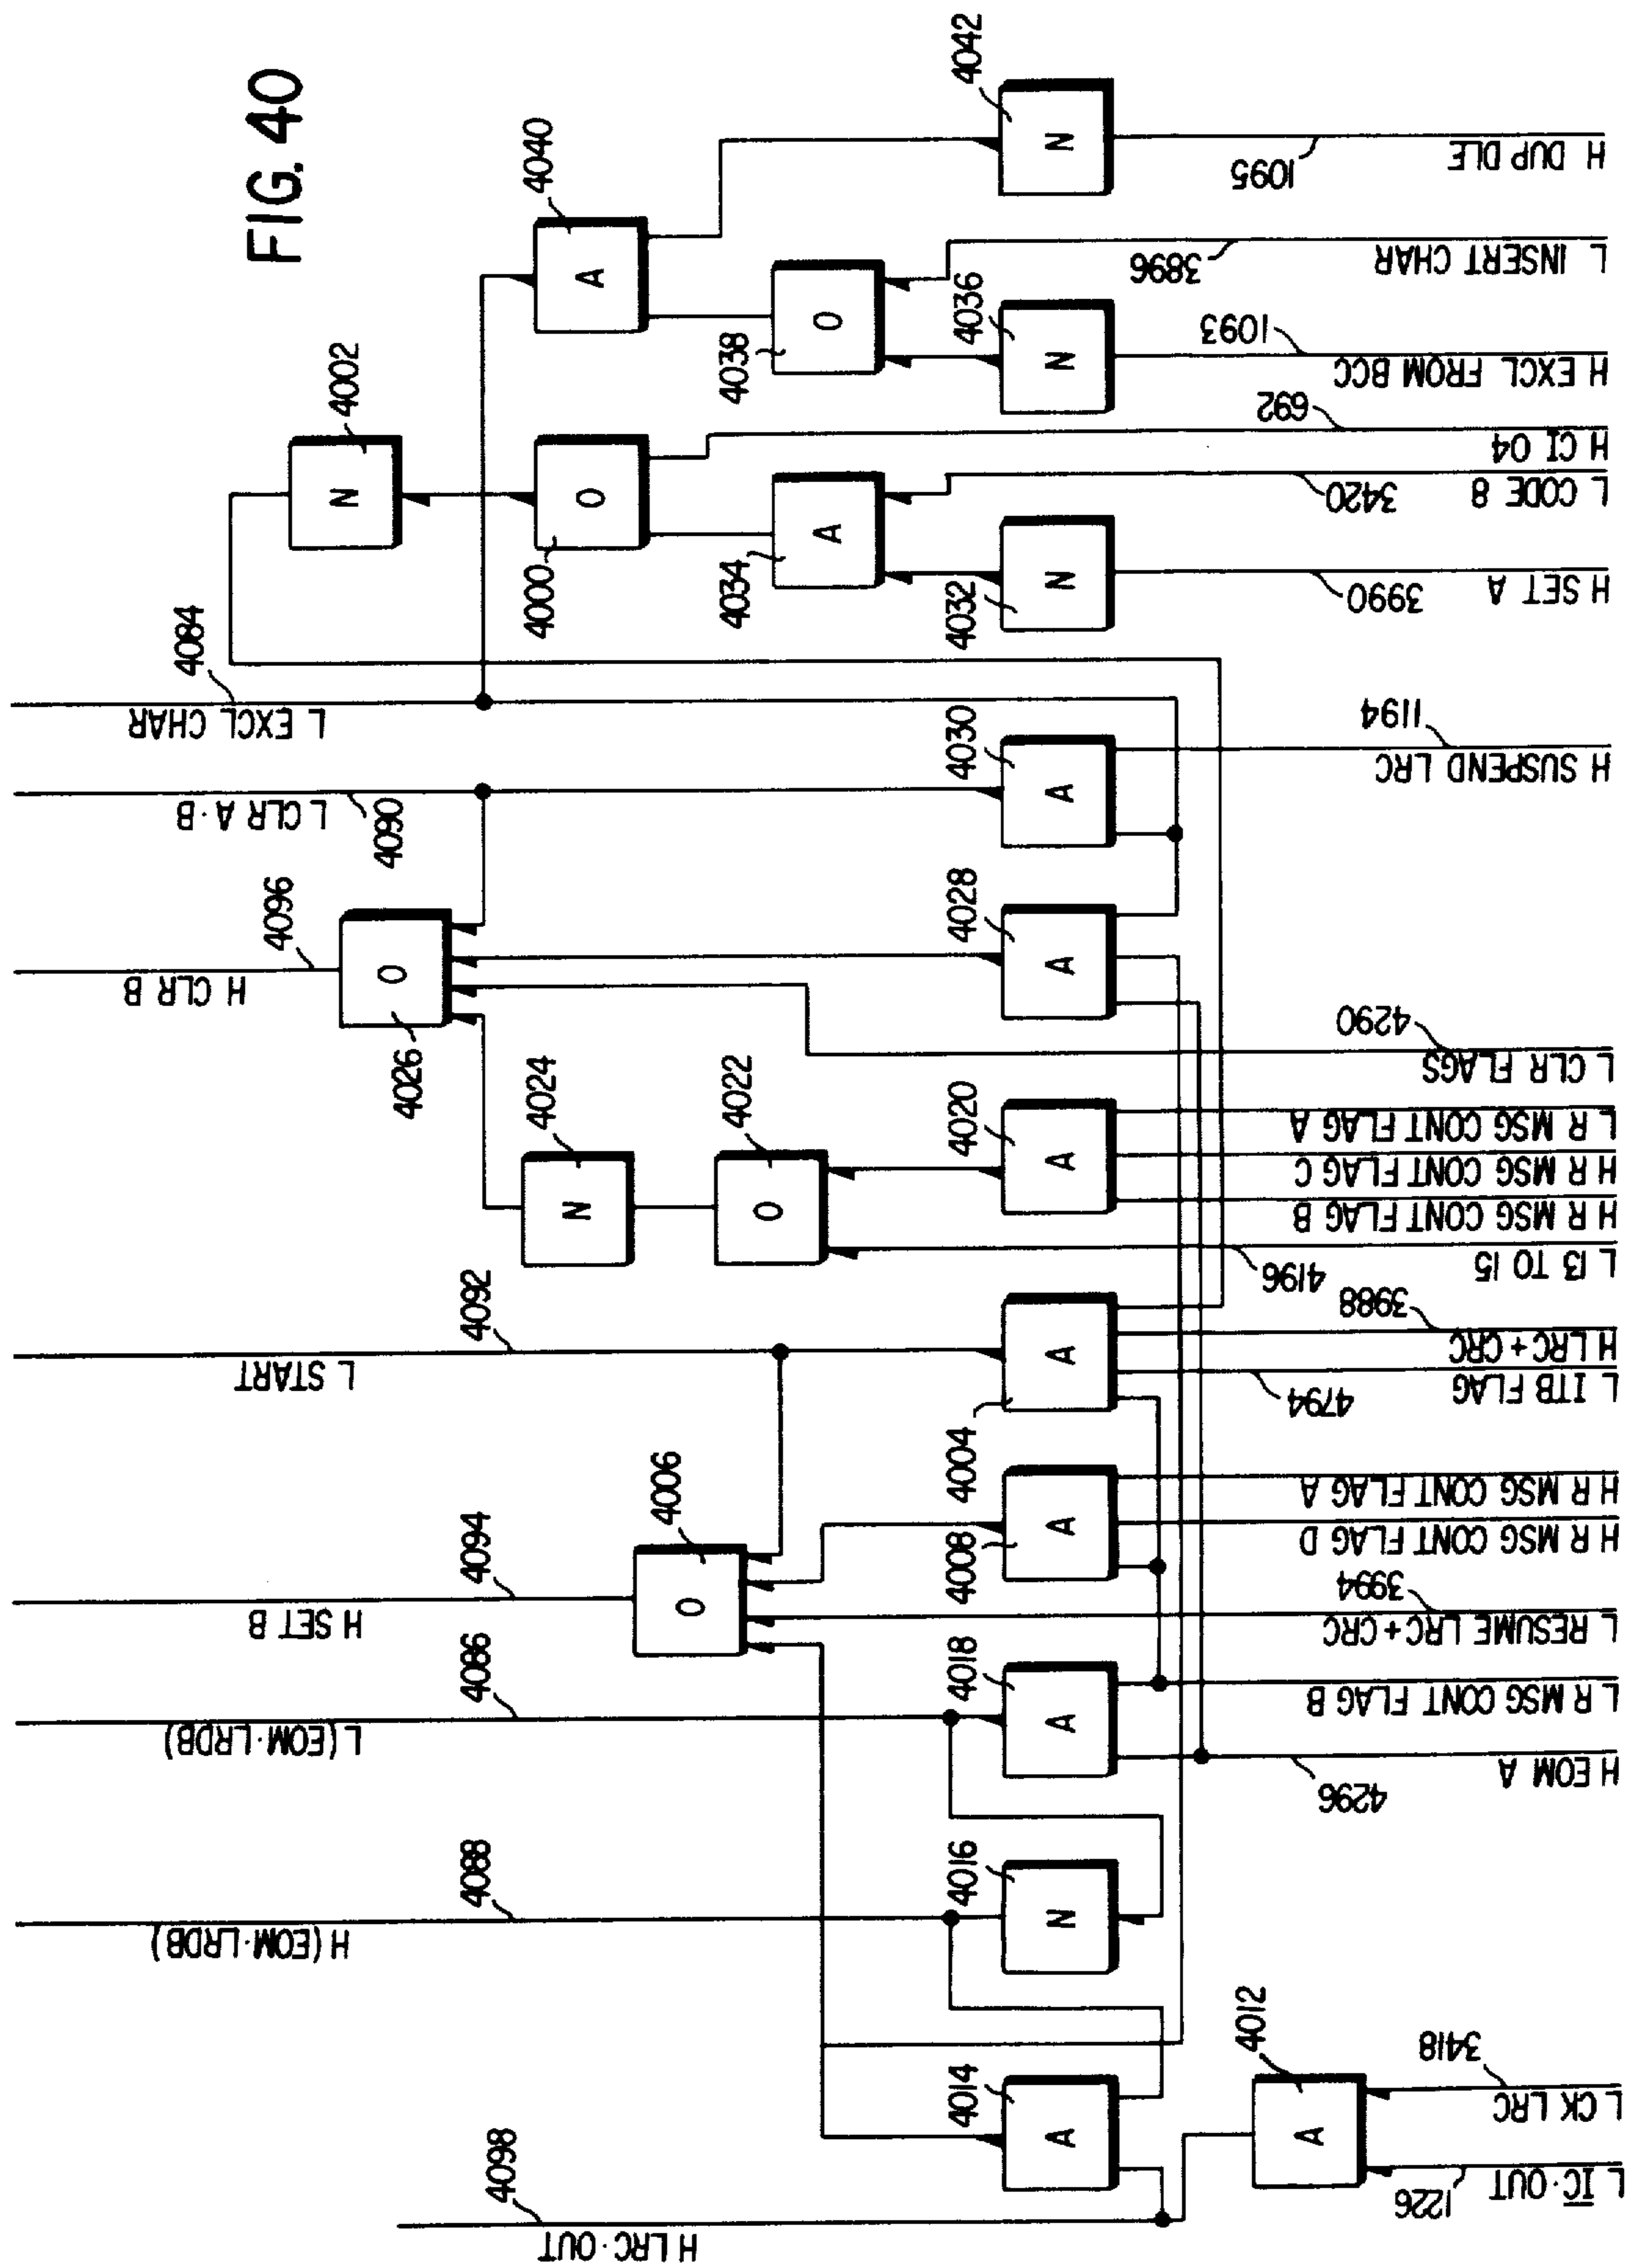 FIG. 40
H LRC·OUT
4098
H (EOM·LRDB)
4088
L (EOM·LRDB)
4086
H SET B
4094
L START
4092
H CLR B
4096
L CLR A·B
4090
L EXCL CHAR
4084
4002
N
4040
A
4042
N
4000
O
4038
O
4036
N
4034
A
4032
N
4030
A
4028
A
4026
O
4024
N
4022
O
4020
A
4006
O
4004
A
4008
A
4018
A
4016
N
4014
A
4012
A
L IC·OUT
1226
L CK LRC
3418
H EOM A
4296
L R MSG CONT FLAG B
L RESUME LRC+CRC
3994
H R MSG CONT FLAG D
H R MSG CONT FLAG A
L ITB FLAG
4794
H LRC+CRC
3988
L 13 TO 15
4196
H R MSG CONT FLAG B
H R MSG CONT FLAG C
L R MSG CONT FLAG A
L CLR FLAGS
4290
H SUSPEND LRC
1194
H SET A
3990
L CODE 8
3420
H CI 04
692
H EXCL FROM BCC
1093
L INSERT CHAR
3896
H DUP DLE
1095